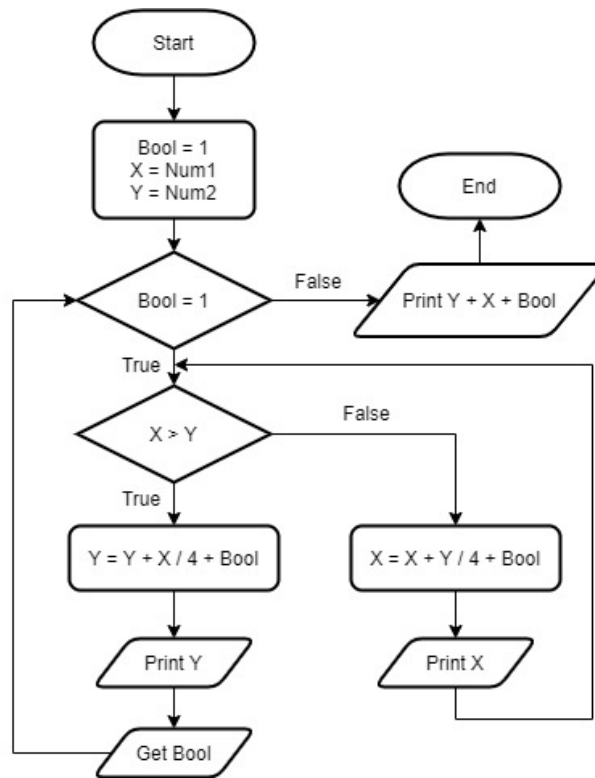 Start
Bool = 1
X = Num1
Y = Num2
End
Bool = 1
False
Print Y + X + Bool
True
X > Y
False
True
Y = Y + X / 4 + Bool
X = X + Y / 4 + Bool
Print Y
Print X
Get Bool